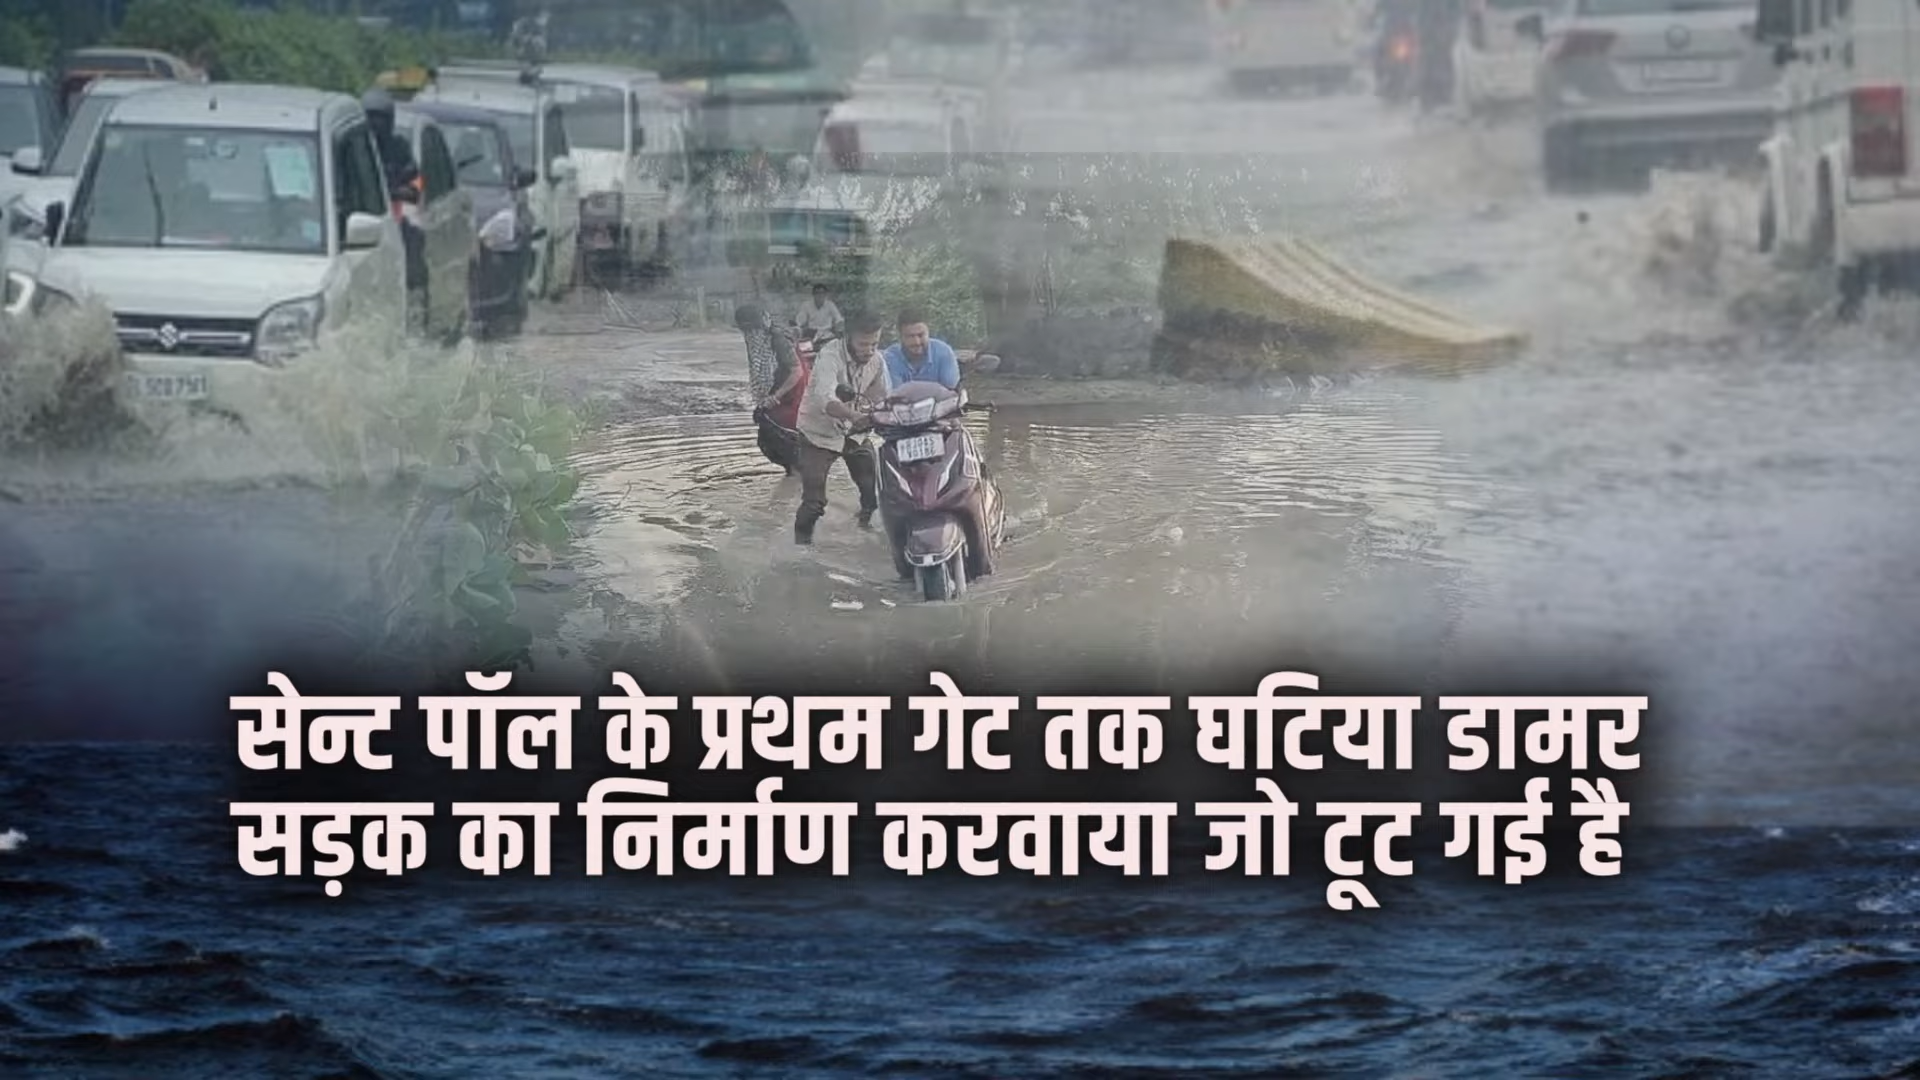 सेन्ट पॉल के प्रथम गेट तक घटिया डामर
सड़क का निर्माण करवाया जो टूट गई है